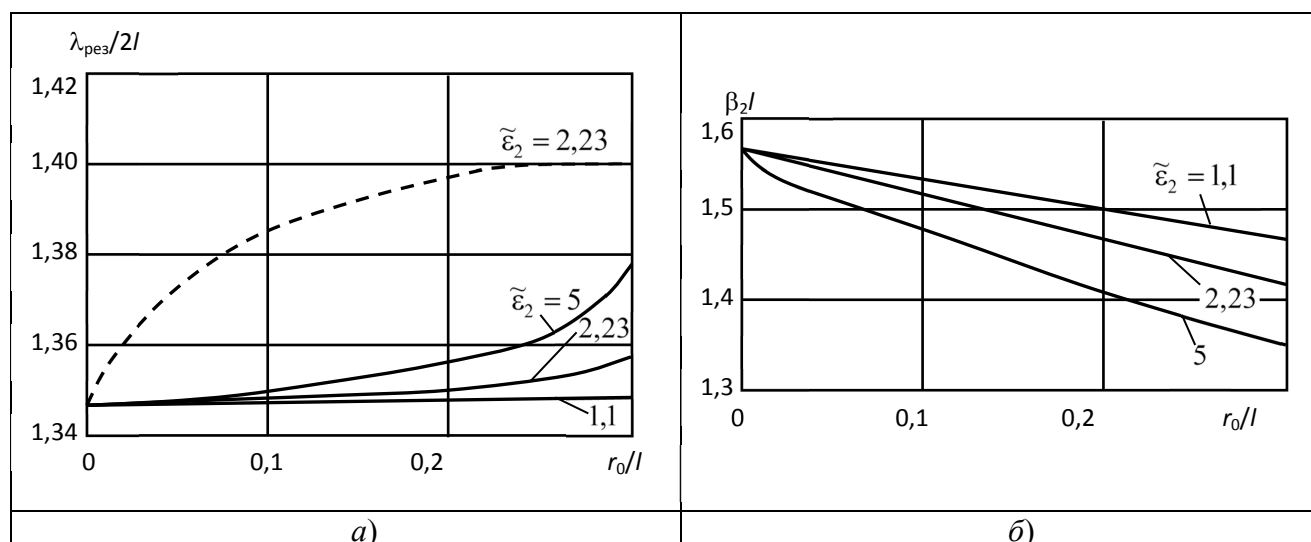 λрез/2l
1,42
1,40
1,38
1,36
1,34
0
0,1
0,2
r₀/l
ε̃₂ = 2,23
ε̃₂ = 5
2,23
1,1
а)
β₂l
1,6
1,5
1,4
1,3
0
0,1
0,2
r₀/l
ε̃₂ = 1,1
2,23
5
б)